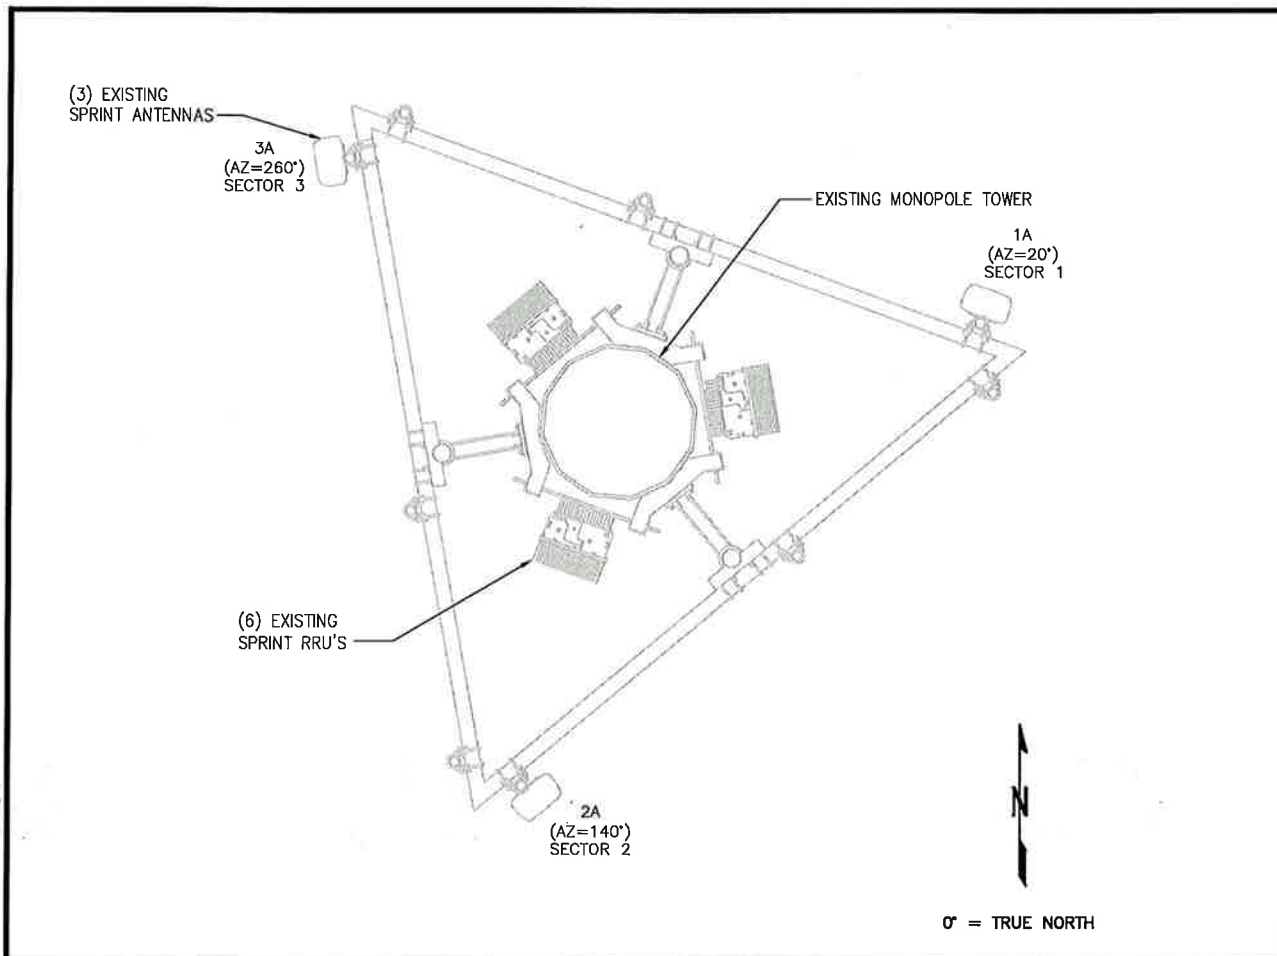 (3) EXISTING
SPRINT ANTENNAS
3A
(AZ=260°)
SECTOR 3
EXISTING MONOPOLE TOWER
1A
(AZ=20°)
SECTOR 1
(6) EXISTING
SPRINT RRU'S
2A
(AZ=140°)
SECTOR 2
N
0° = TRUE NORTH